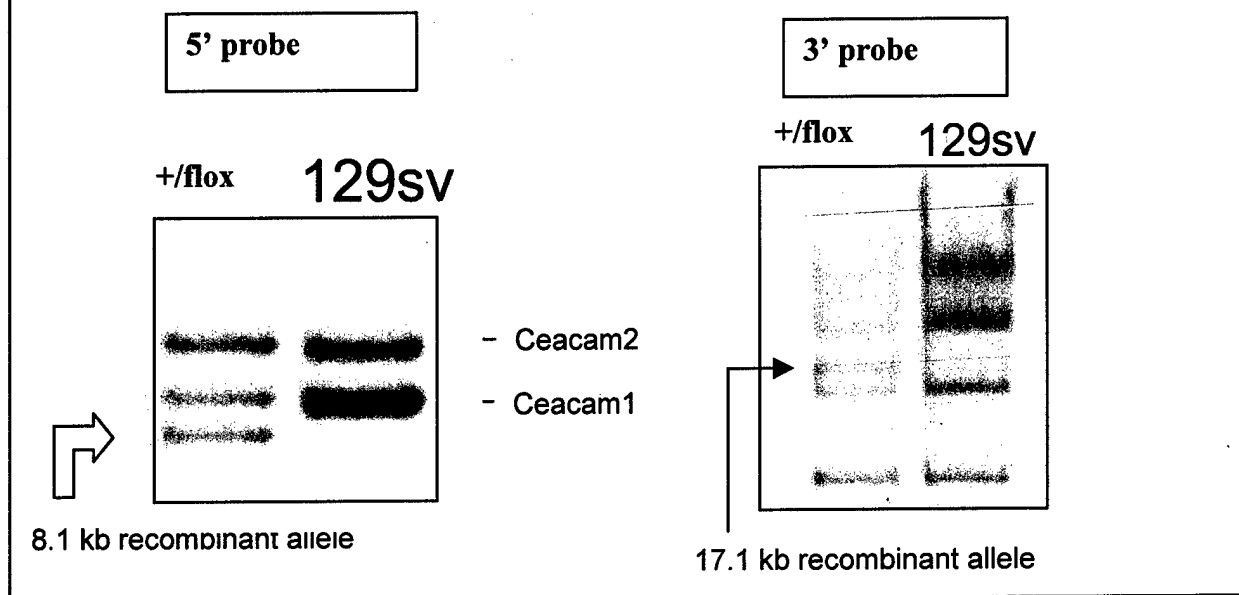 5’ probe
3’ probe
+/flox 129sv
+/flox 129sv
- Ceacam2
- Ceacam1
8.1 kb recombinant allele
17.1 kb recombinant allele